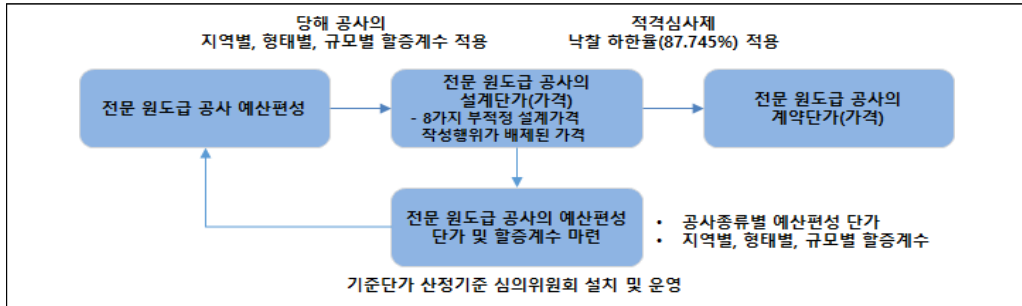 당해 공사의
지역별, 형태별, 규모별 할증계수 적용
적격심사제
낙찰 하한율(87.745%) 적용
전문 원도급 공사 예산편성
전문 원도급 공사의
설계단가(가격)
- 8가지 부적정 설계가격
작성행위가 배제된 가격
전문 원도급 공사의
계약단가(가격)
전문 원도급 공사의 예산편성
단가 및 할증계수 마련
• 공사종류별 예산편성 단가
• 지역별, 형태별, 규모별 할증계수
기준단가 산정기준 심의위원회 설치 및 운영